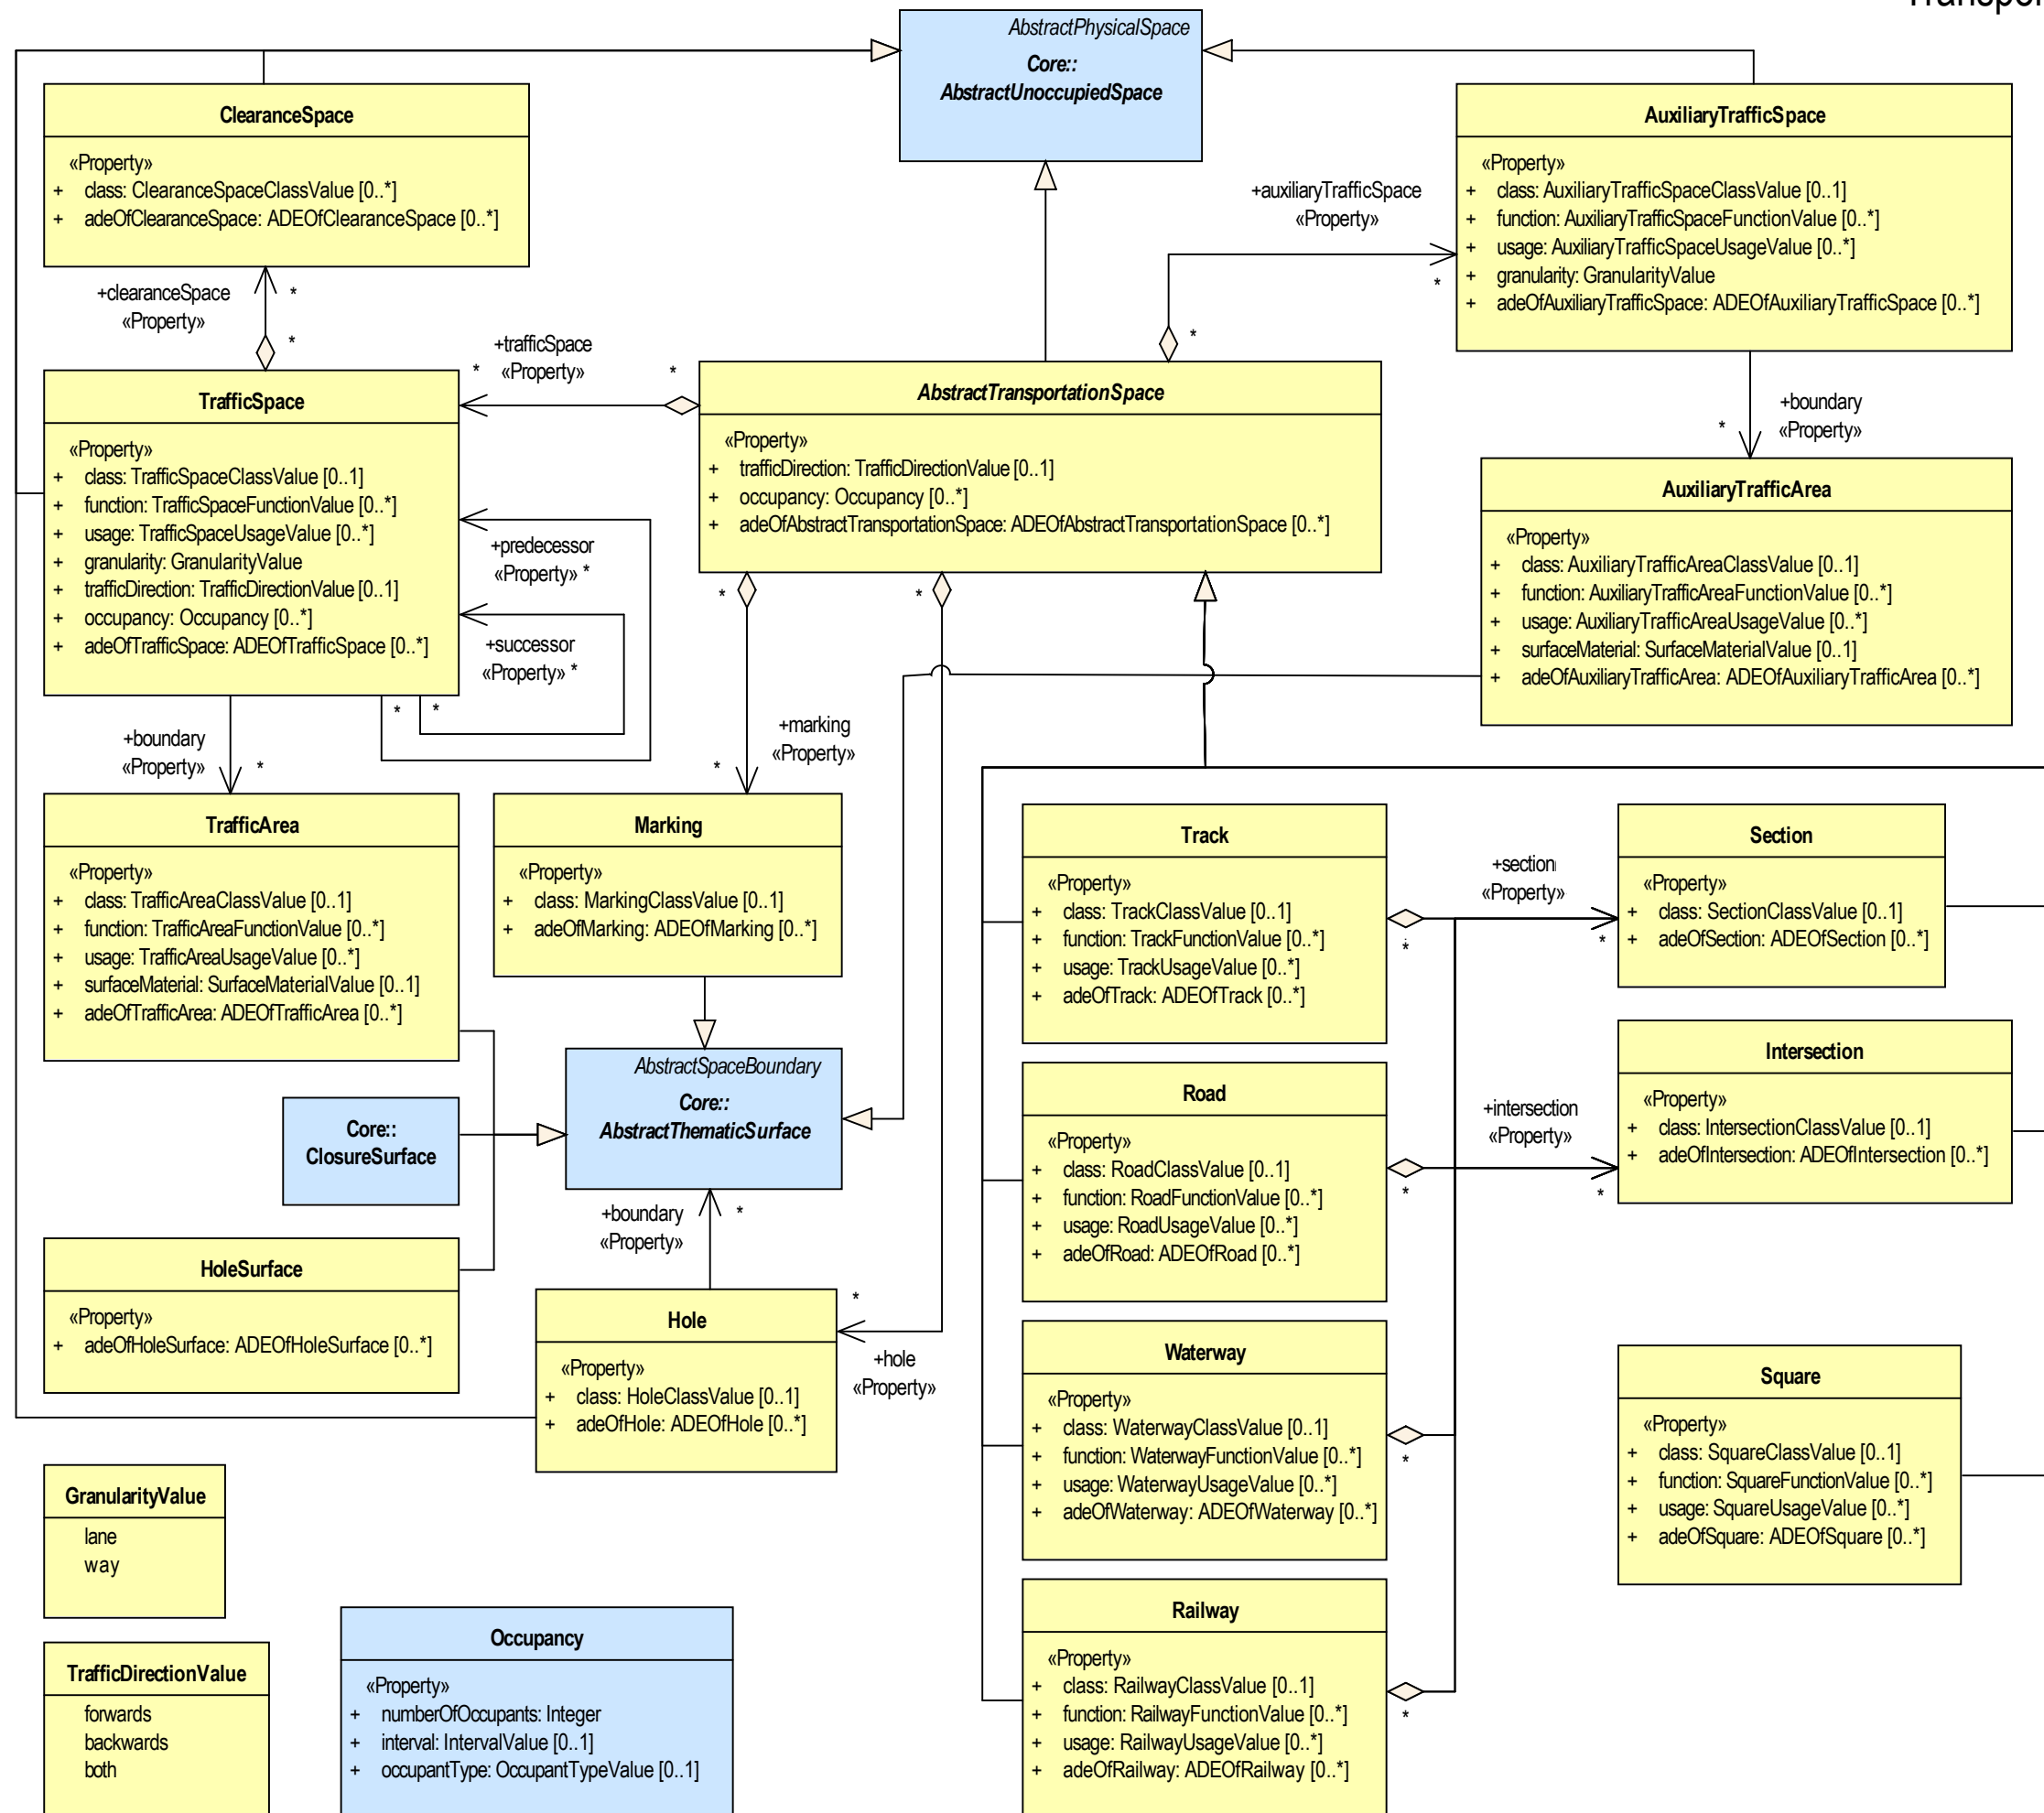 Transpor
AbstractPhysicalSpace
Core::
AbstractUnoccupiedSpace
ClearanceSpace
«Property»
+ class: ClearanceSpaceClassValue [0..*]
+ adeOfClearanceSpace: ADEOfClearanceSpace [0..*]
AuxiliaryTrafficSpace
«Property»
+ class: AuxiliaryTrafficSpaceClassValue [0..1]
+ function: AuxiliaryTrafficSpaceFunctionValue [0..*]
+ usage: AuxiliaryTrafficSpaceUsageValue [0..*]
+ granularity: GranularityValue
+ adeOfAuxiliaryTrafficSpace: ADEOfAuxiliaryTrafficSpace [0..*]
+auxiliaryTrafficSpace
«Property»
*
*
+clearanceSpace
«Property»
*
*
+trafficSpace
«Property»
*
*
TrafficSpace
«Property»
+ class: TrafficSpaceClassValue [0..1]
+ function: TrafficSpaceFunctionValue [0..*]
+ usage: TrafficSpaceUsageValue [0..*]
+ granularity: GranularityValue
+ trafficDirection: TrafficDirectionValue [0..1]
+ occupancy: Occupancy [0..*]
+ adeOfTrafficSpace: ADEOfTrafficSpace [0..*]
AbstractTransportationSpace
«Property»
+ trafficDirection: TrafficDirectionValue [0..1]
+ occupancy: Occupancy [0..*]
+ adeOfAbstractTransportationSpace: ADEOfAbstractTransportationSpace [0..*]
+boundary
«Property»
*
AuxiliaryTrafficArea
«Property»
+ class: AuxiliaryTrafficAreaClassValue [0..1]
+ function: AuxiliaryTrafficAreaFunctionValue [0..*]
+ usage: AuxiliaryTrafficAreaUsageValue [0..*]
+ surfaceMaterial: SurfaceMaterialValue [0..1]
+ adeOfAuxiliaryTrafficArea: ADEOfAuxiliaryTrafficArea [0..*]
+predecessor
«Property» *
+successor
«Property» *
*
*
*
*
+boundary
«Property»
*
+marking
«Property»
*
TrafficArea
«Property»
+ class: TrafficAreaClassValue [0..1]
+ function: TrafficAreaFunctionValue [0..*]
+ usage: TrafficAreaUsageValue [0..*]
+ surfaceMaterial: SurfaceMaterialValue [0..1]
+ adeOfTrafficArea: ADEOfTrafficArea [0..*]
Marking
«Property»
+ class: MarkingClassValue [0..1]
+ adeOfMarking: ADEOfMarking [0..*]
Track
«Property»
+ class: TrackClassValue [0..1]
+ function: TrackFunctionValue [0..*]
+ usage: TrackUsageValue [0..*]
+ adeOfTrack: ADEOfTrack [0..*]
+section
«Property»
*
*
Section
«Property»
+ class: SectionClassValue [0..1]
+ adeOfSection: ADEOfSection [0..*]
AbstractSpaceBoundary
Core::
AbstractThematicSurface
Core::
ClosureSurface
Road
«Property»
+ class: RoadClassValue [0..1]
+ function: RoadFunctionValue [0..*]
+ usage: RoadUsageValue [0..*]
+ adeOfRoad: ADEOfRoad [0..*]
+intersection
«Property»
*
*
Intersection
«Property»
+ class: IntersectionClassValue [0..1]
+ adeOfIntersection: ADEOfIntersection [0..*]
+boundary
«Property»
*
HoleSurface
«Property»
+ adeOfHoleSurface: ADEOfHoleSurface [0..*]
Hole
«Property»
+ class: HoleClassValue [0..1]
+ adeOfHole: ADEOfHole [0..*]
*
+hole
«Property»
Waterway
«Property»
+ class: WaterwayClassValue [0..1]
+ function: WaterwayFunctionValue [0..*]
+ usage: WaterwayUsageValue [0..*]
+ adeOfWaterway: ADEOfWaterway [0..*]
*
Square
«Property»
+ class: SquareClassValue [0..1]
+ function: SquareFunctionValue [0..*]
+ usage: SquareUsageValue [0..*]
+ adeOfSquare: ADEOfSquare [0..*]
GranularityValue
lane
way
TrafficDirectionValue
forwards
backwards
both
Occupancy
«Property»
+ numberOfOccupants: Integer
+ interval: IntervalValue [0..1]
+ occupantType: OccupantTypeValue [0..1]
Railway
«Property»
+ class: RailwayClassValue [0..1]
+ function: RailwayFunctionValue [0..*]
+ usage: RailwayUsageValue [0..*]
+ adeOfRailway: ADEOfRailway [0..*]
*